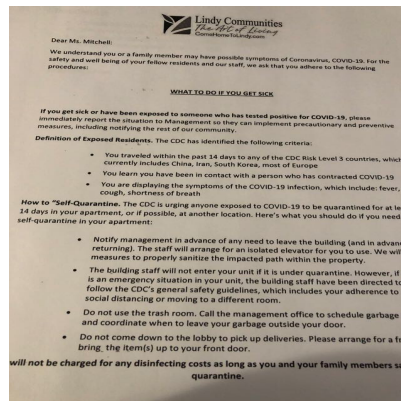 Lindy Communities
The Art of Living
ComeHomeToLindy.com
Dear Ms. Mitchell:
We understand you or a family member may have possible symptoms of Coronavirus, COVID-19. For the
safety and well being of your fellow residents and our staff, we ask that you adhere to the following
procedures:
WHAT TO DO IF YOU GET SICK
If you get sick or have been exposed to someone who has tested positive for COVID-19, please
immediately report the situation to Management so they can implement precautionary and preventive
measures, including notifying the rest of our community.
Definition of Exposed Residents. The CDC has identified the following criteria:
• You traveled within the past 14 days to any of the CDC Risk Level 3 countries, which
currently includes China, Iran, South Korea, most of Europe
• You learn you have been in contact with a person who has contracted COVID-19
• You are displaying the symptoms of the COVID-19 infection, which include: fever,
cough, shortness of breath
How to "Self-Quarantine. The CDC is urging anyone exposed to COVID-19 to be quarantined for at le
14 days in your apartment, or if possible, at another location. Here's what you should do if you need
self-quarantine in your apartment:
• Notify management in advance of any need to leave the building (and in advan
returning). The staff will arrange for an isolated elevator for you to use. We wil
measures to properly sanitize the impacted path within the property.
• The building staff will not enter your unit if it is under quarantine. However, if
is an emergency situation in your unit, the building staff have been directed to
follow the CDC's general safety guidelines, which includes your adherence to
social distancing or moving to a different room.
• Do not use the trash room. Call the management office to schedule garbage
and coordinate when to leave your garbage outside your door.
• Do not come down to the lobby to pick up deliveries. Please arrange for a fr
bring the item(s) up to your front door.
will not be charged for any disinfecting costs as long as you and your family members s
quarantine.